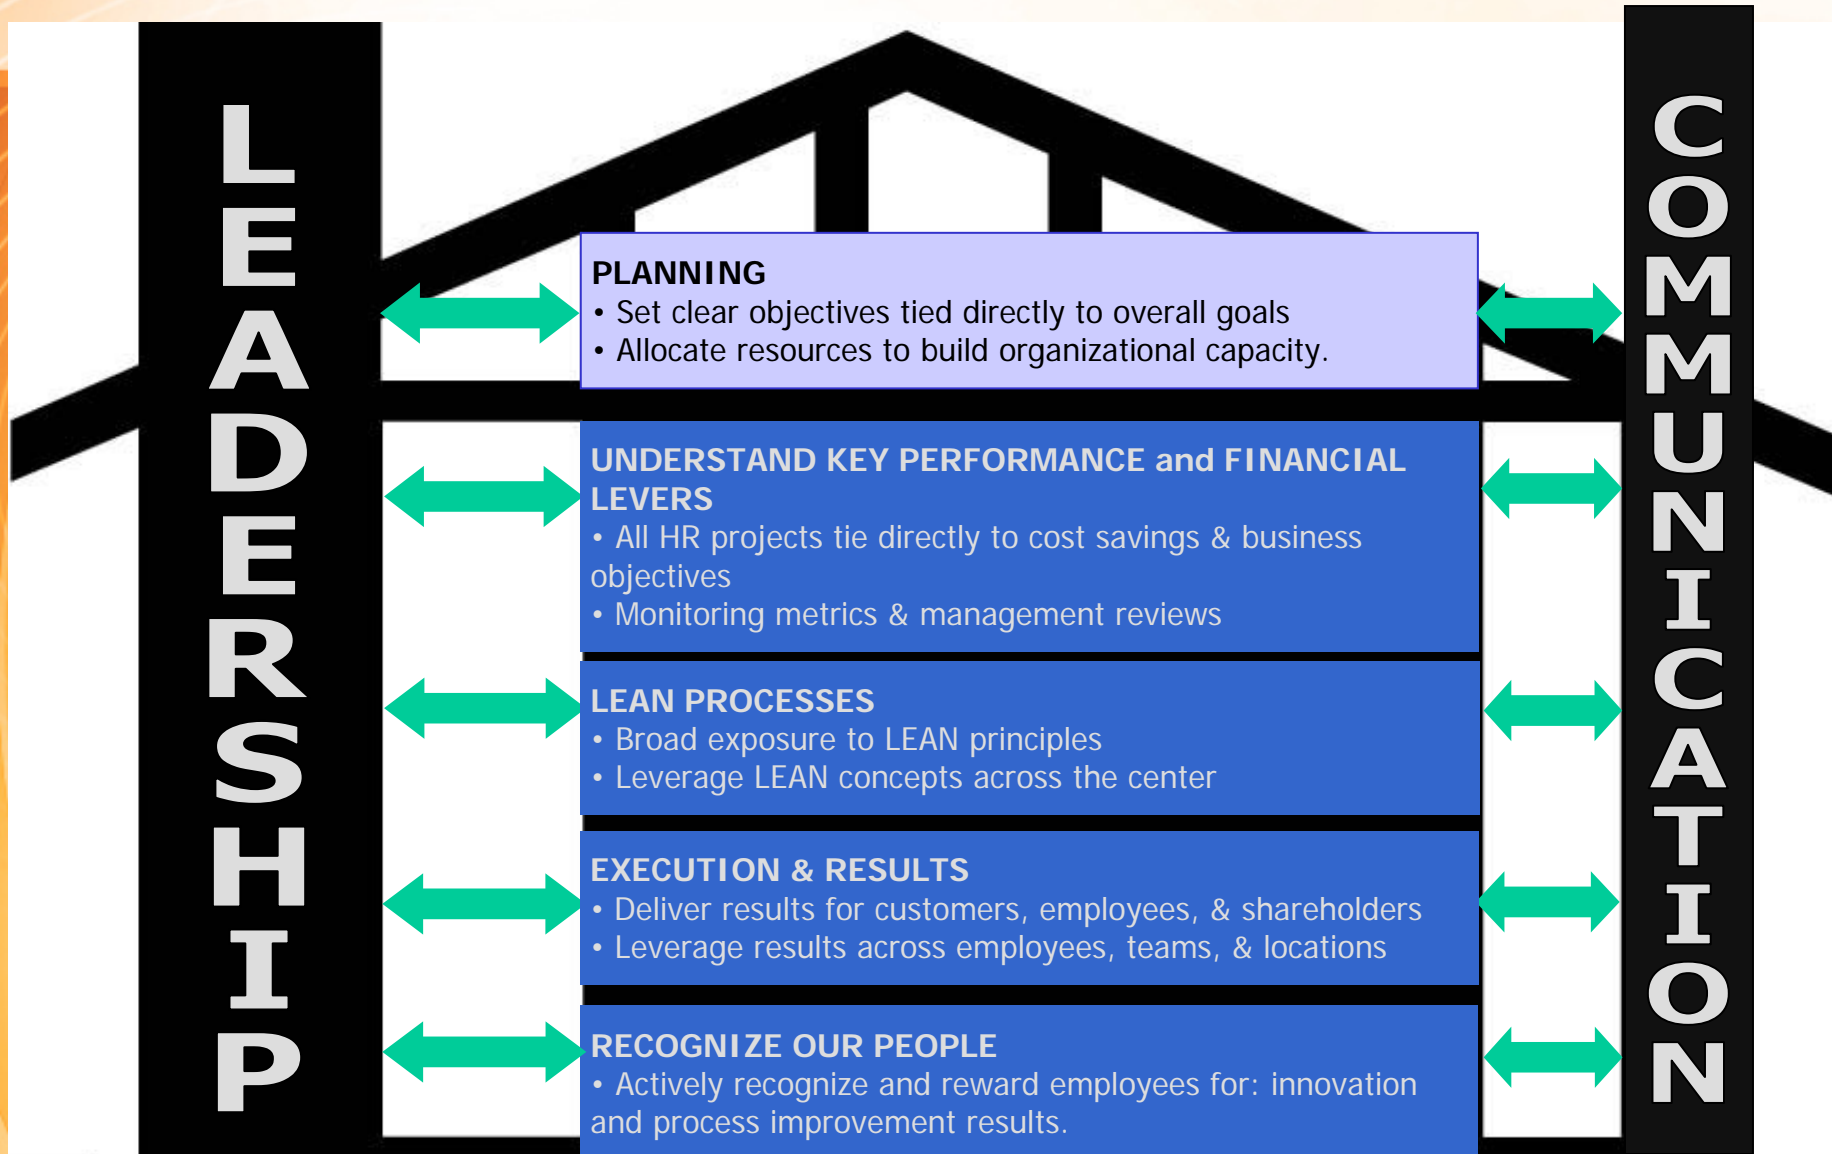 LEADERSHIP
PLANNING
• Set clear objectives tied directly to overall goals
• Allocate resources to build organizational capacity.
UNDERSTAND KEY PERFORMANCE and FINANCIAL
LEVERS
• All HR projects tie directly to cost savings & business
objectives
• Monitoring metrics & management reviews
LEAN PROCESSES
• Broad exposure to LEAN principles
• Leverage LEAN concepts across the center
EXECUTION & RESULTS
• Deliver results for customers, employees, & shareholders
• Leverage results across employees, teams, & locations
RECOGNIZE OUR PEOPLE
• Actively recognize and reward employees for: innovation
and process improvement results.
COMMUNICATION